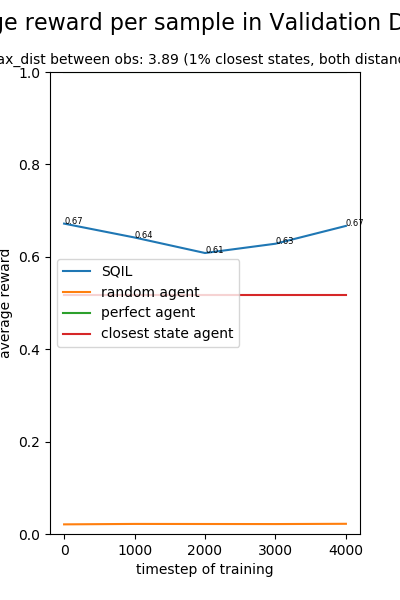 ge reward per sample in Validation D
ax_dist between obs: 3.89 (1% closest states, both distanc
1.0
0.8
0.6
0.4
0.2
0.0
average reward
0.67
0.64
0.61
0.63
0.67
SQIL
random agent
perfect agent
closest state agent
0 1000 2000 3000 4000
timestep of training